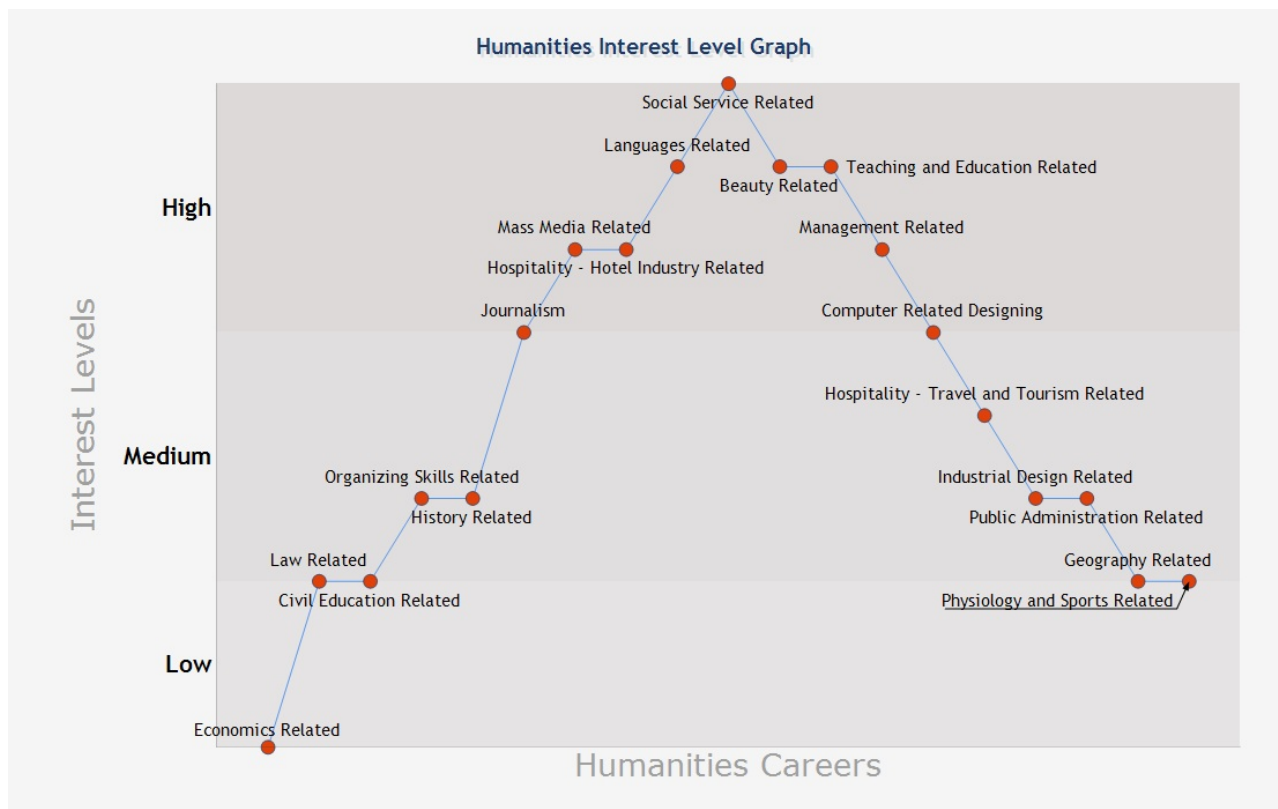 Humanities Interest Level Graph
Social Service Related
Languages Related
Beauty Related
Teaching and Education Related
High
Mass Media Related
Management Related
Hospitality - Hotel Industry Related
Journalism
Computer Related Designing
Interest Levels
Hospitality - Travel and Tourism Related
Medium
Organizing Skills Related
Industrial Design Related
History Related
Public Administration Related
Law Related
Geography Related
Civil Education Related
Physiology and Sports Related
Low
Economics Related
Humanities Careers